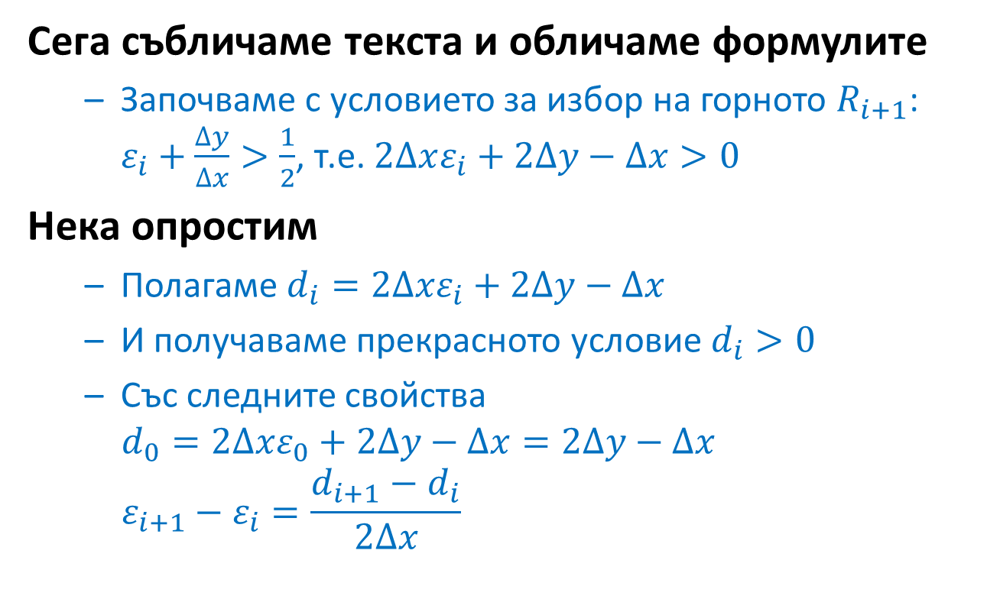 Сега събличаме текста и обличаме формулите
– Започваме с условието за избор на горното $R_{i+1}$:
$\varepsilon_i + \frac{\Delta y}{\Delta x} > \frac{1}{2}$, т.е. $2\Delta x\varepsilon_i + 2\Delta y - \Delta x > 0$
Нека опростим
– Полагаме $d_i = 2\Delta x\varepsilon_i + 2\Delta y - \Delta x$
– И получаваме прекрасното условие $d_i > 0$
– Със следните свойства
$d_0 = 2\Delta x\varepsilon_0 + 2\Delta y - \Delta x = 2\Delta y - \Delta x$
$\varepsilon_{i+1} - \varepsilon_i = \frac{d_{i+1} - d_i}{2\Delta x}$